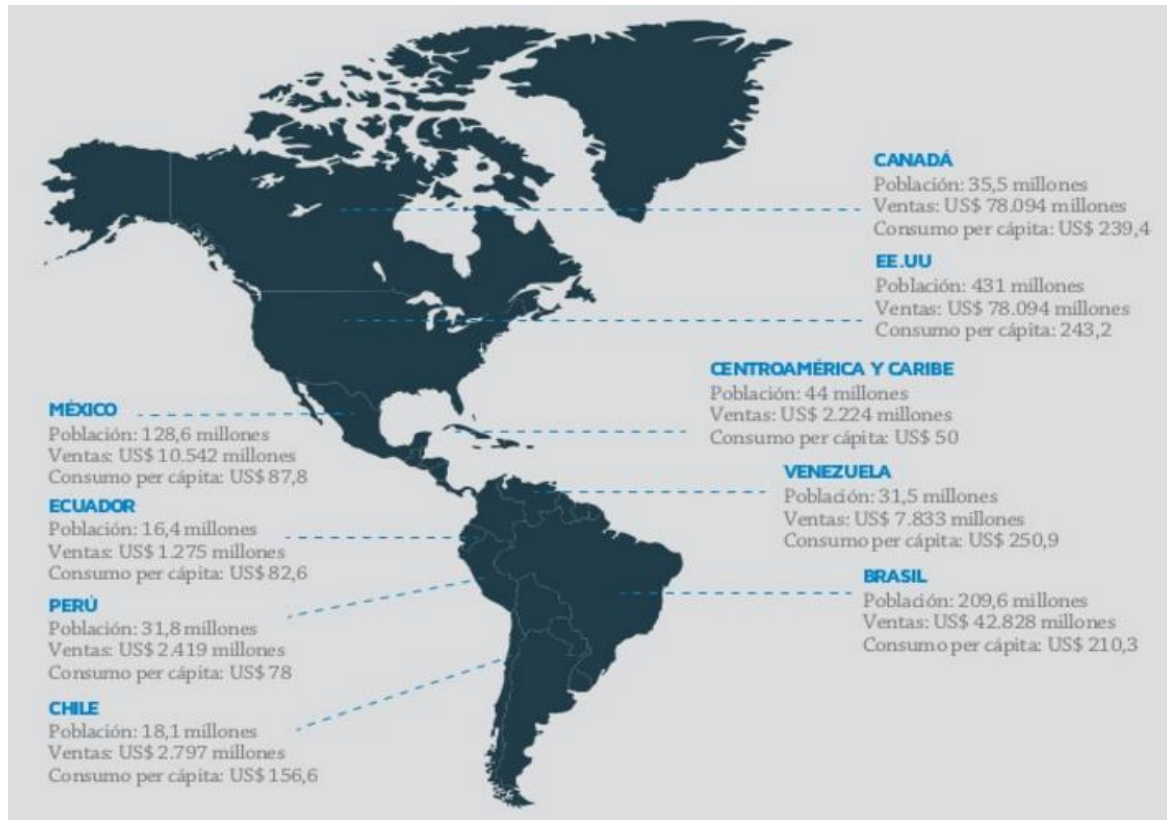 CANADÁ
Población: 35,5 millones
Ventas: US$ 78.094 millones
Consumo per cápita: US$ 239,4
EE.UU
Población: 431 millones
Ventas: US$ 78.094 millones
Consumo per cápita: 243,2
CENTROAMÉRICA Y CARIBE
Población: 44 millones
Ventas: US$ 2.224 millones
Consumo per cápita: US$ 50
MÉXICO
Población: 128,6 millones
Ventas: US$ 10.542 millones
Consumo per cápita: US$ 87,8
VENEZUELA
Población: 31,5 millones
Ventas: US$ 7.833 millones
Consumo per cápita: US$ 250,9
ECUADOR
Población: 16,4 millones
Ventas: US$ 1.275 millones
Consumo per cápita: US$ 82,6
BRASIL
Población: 209,6 millones
Ventas: US$ 42.828 millones
Consumo per cápita: US$ 210,3
PERÚ
Población: 31,8 millones
Ventas: US$ 2.419 millones
Consumo per cápita: US$ 78
CHILE
Población: 18,1 millones
Ventas: US$ 2.797 millones
Consumo per cápita: US$ 156,6